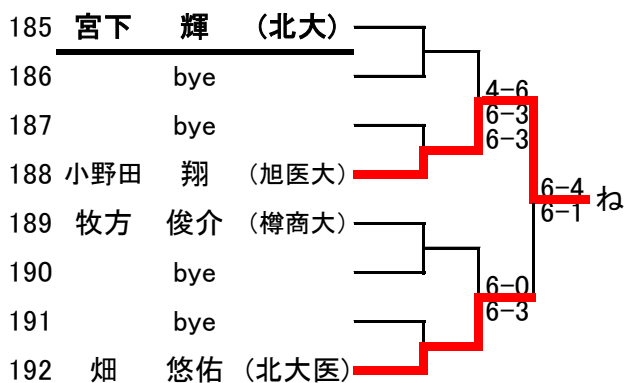 185 宮下 輝 (北大)
186 bye
187 bye
188 小野田 翔 (旭医大)
189 牧方 俊介 (樽商大)
190 bye
191 bye
192 畑 悠佑 (北大医)
4-6
6-3
6-3
6-4
6-1
ね
6-0
6-3